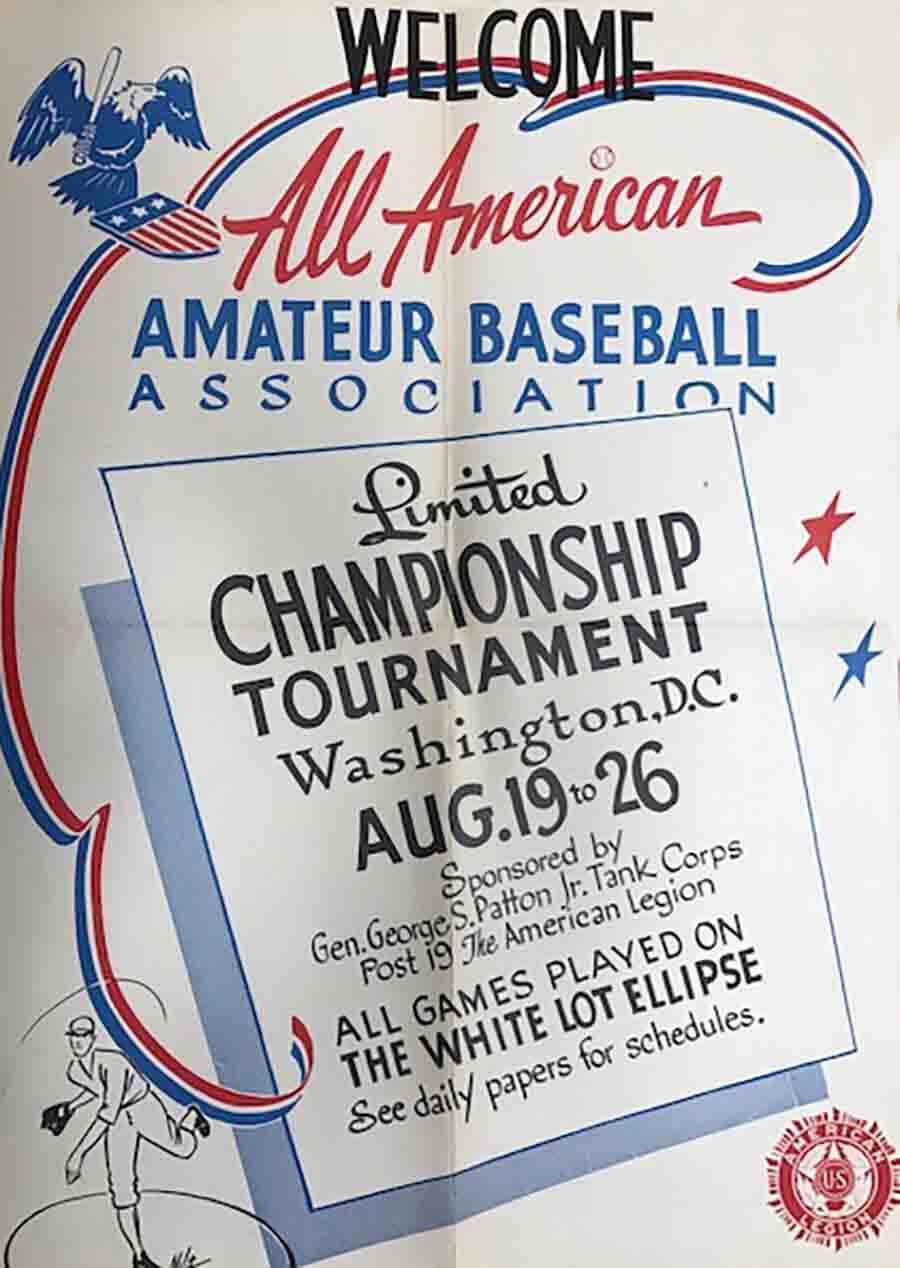 WELCOME
All American
AMATEUR BASEBALL
ASSOCIATION
Limited
CHAMPIONSHIP
TOURNAMENT
Washington, D.C.
AUG. 19 to 26
Sponsored by
Gen. George S. Patton Jr. Tank Corps
Post 19 The American Legion
ALL GAMES PLAYED ON
THE WHITE LOT ELLIPSE
See daily papers for schedules.
AMERICAN
U·S
LEGION